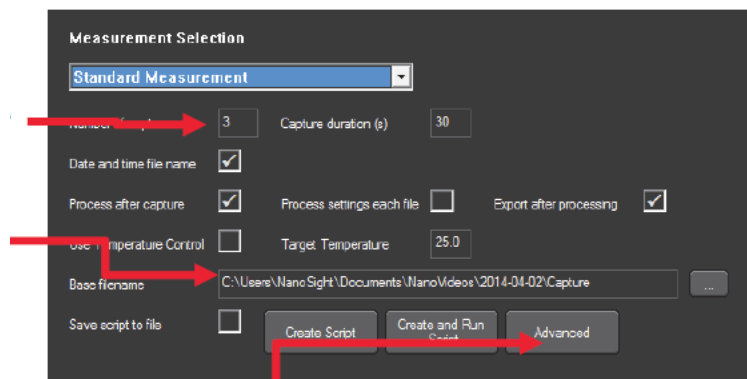 Measurement Selection
Standard Measurement
3 Capture duration (s) 30
Date and time file name
Process after capture Process settings each file Export after processing
Use Temperature Control Target Temperature 25.0
Base filename C:\Users\NanoSight\Documents\NanoVideos\2014-04-02\Capture ...
Save script to file Create Script Create and Run Script Advanced